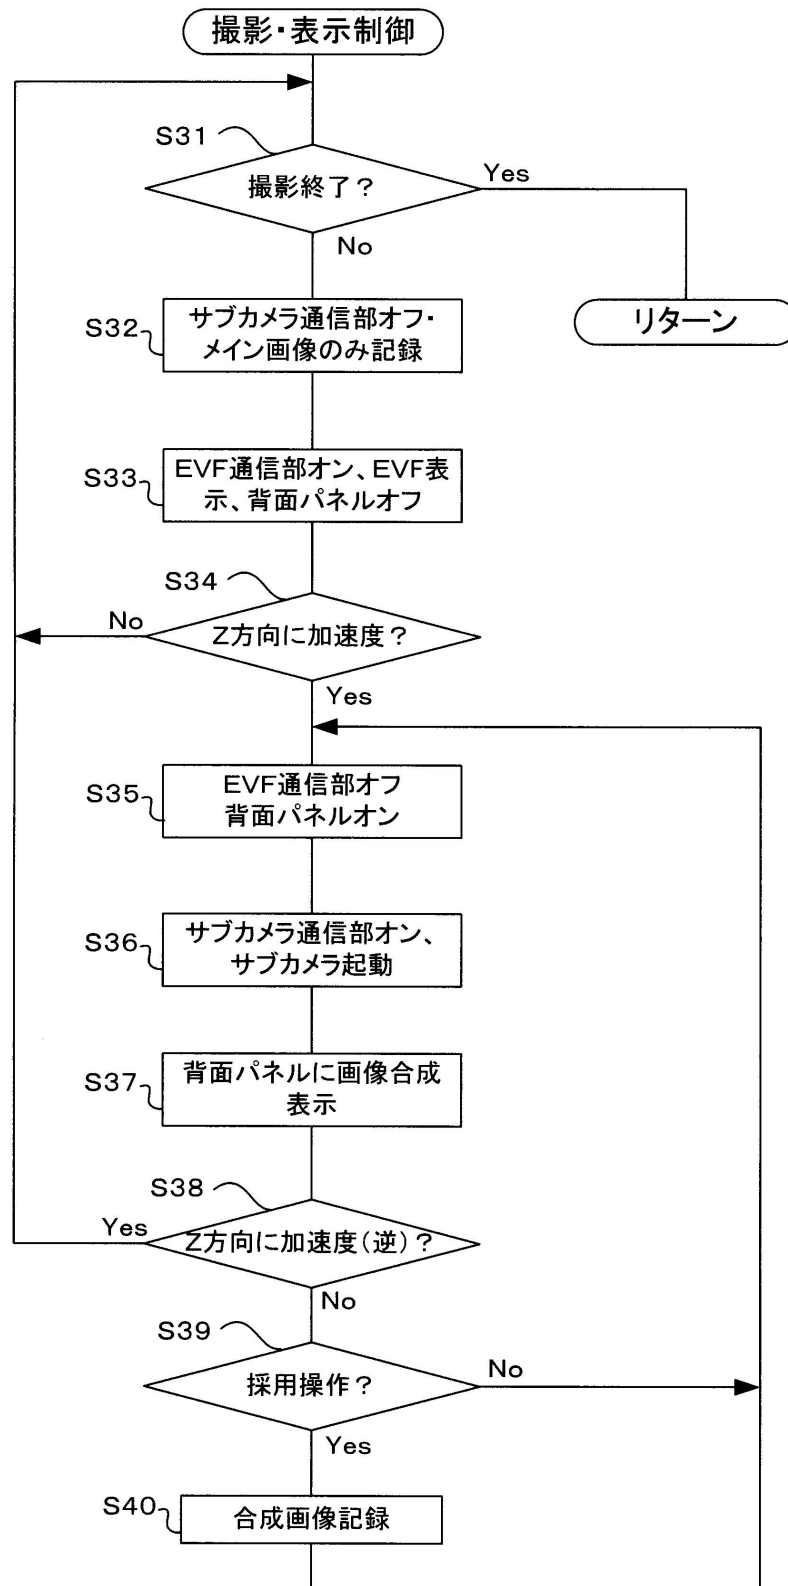 撮影・表示制御
S31
撮影終了？
Yes
No
S32
サブカメラ通信部オフ・
メイン画像のみ記録
リターン
S33
EVF通信部オン、EVF表
示、背面パネルオフ
S34
No
Z方向に加速度？
Yes
S35
EVF通信部オフ
背面パネルオン
S36
サブカメラ通信部オン、
サブカメラ起動
S37
背面パネルに画像合成
表示
S38
Yes
Z方向に加速度（逆）？
No
S39
採用操作？
No
Yes
S40
合成画像記録